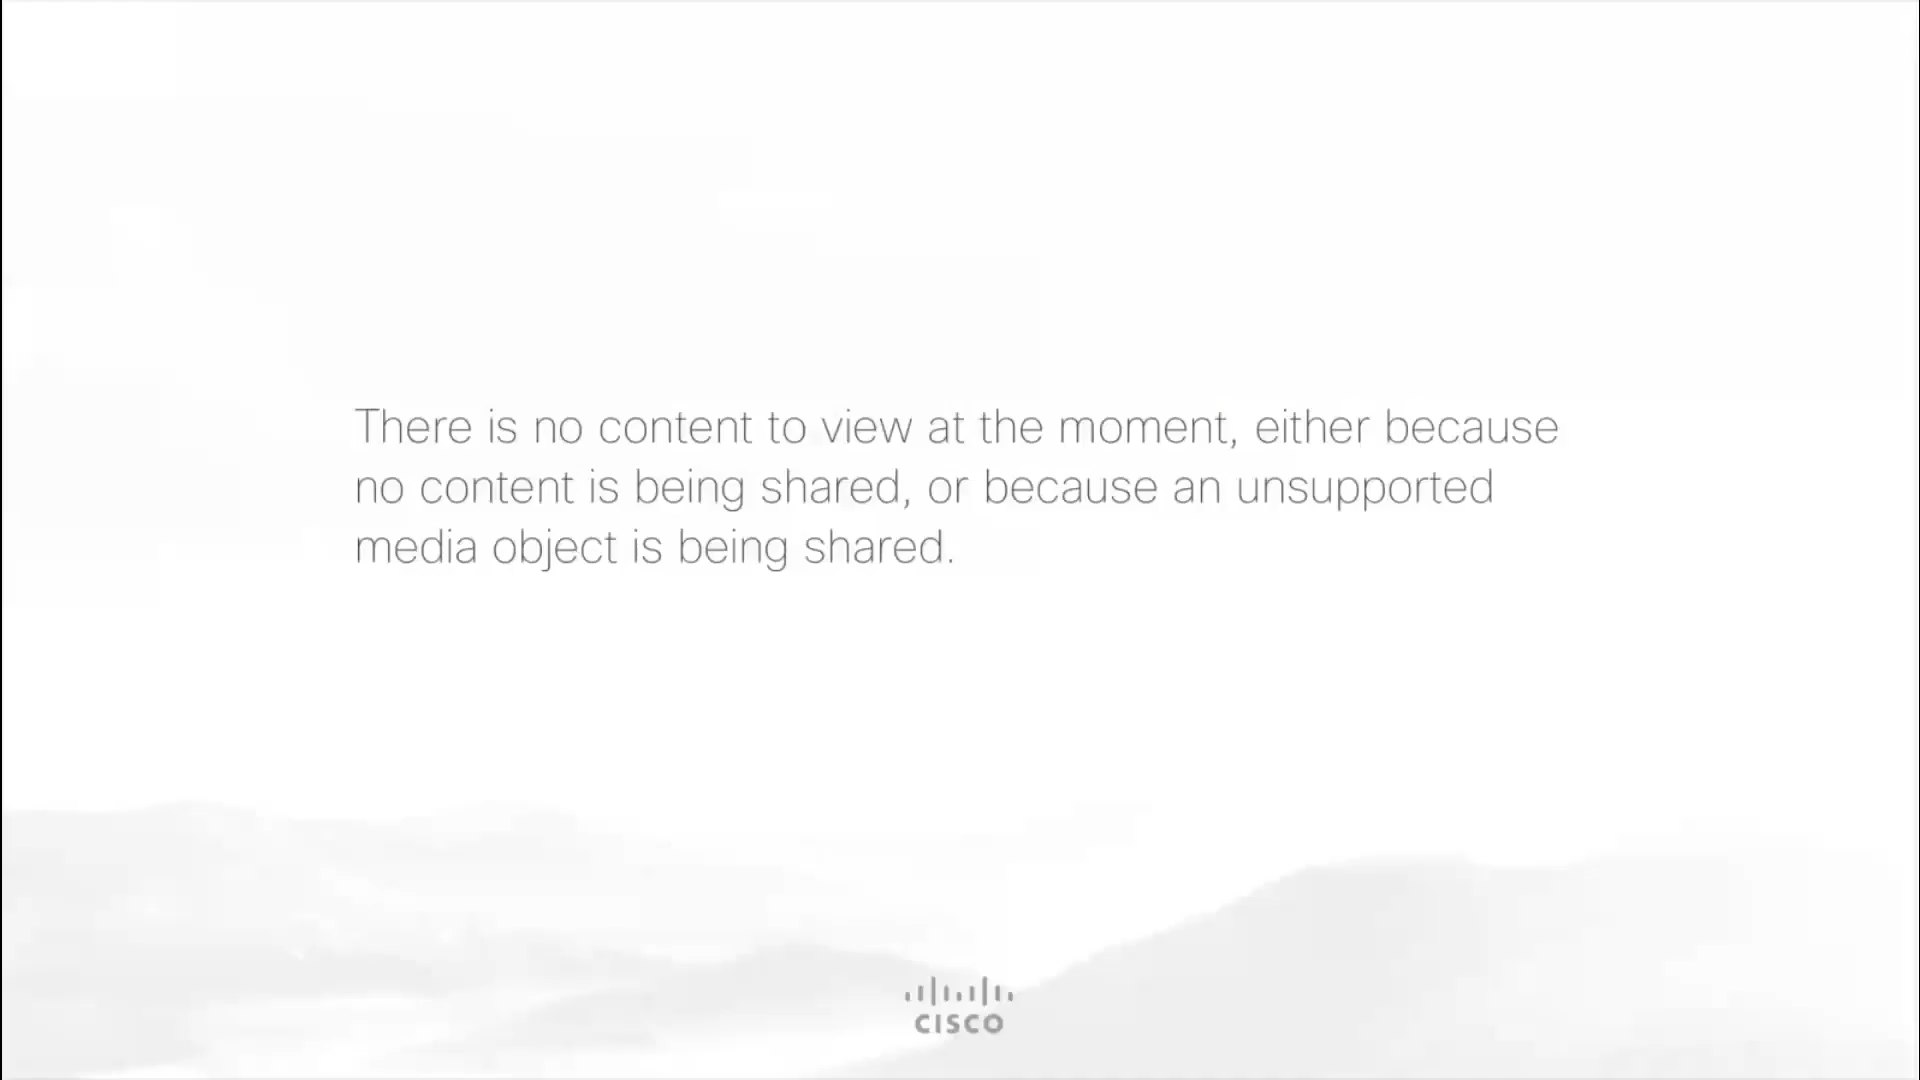 There is no content to view at the moment, either because
no content is being shared, or because an unsupported
media object is being shared.
CISCO